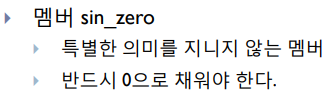 멤버 sin_zero
특별한 의미를 지니지 않는 멤버
반드시 0으로 채워야 한다.